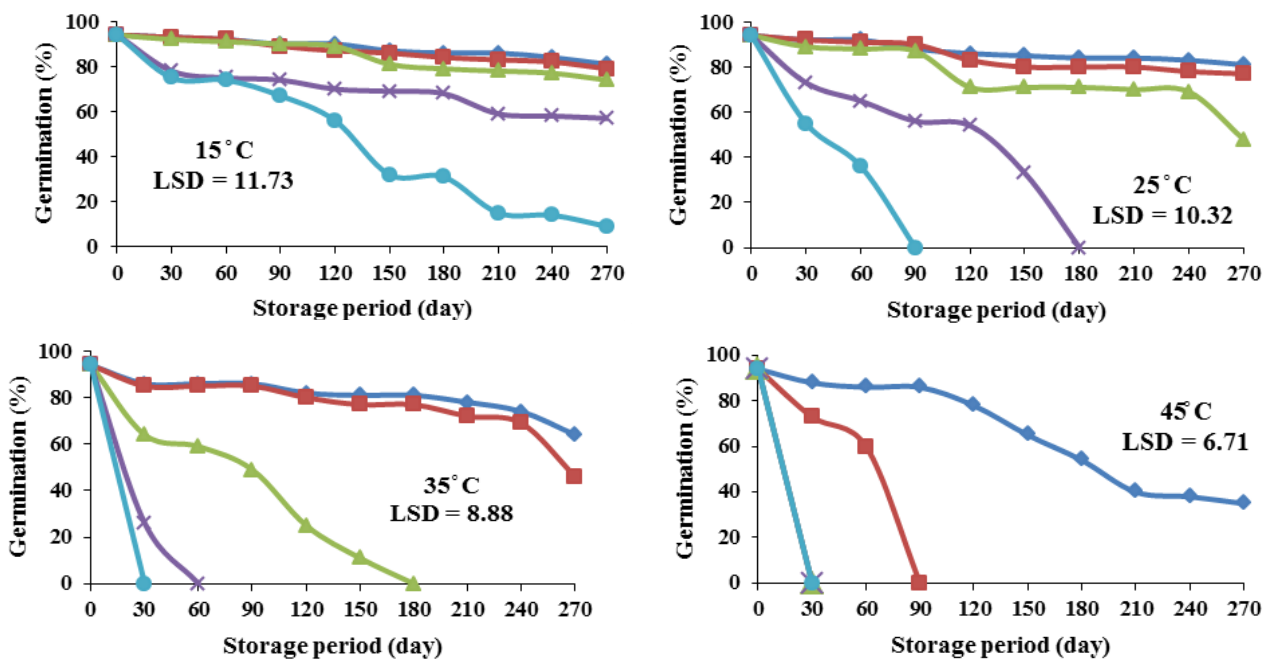 Germination (%)
100
80
60
40
20
0
15°C
LSD = 11.73
0 30 60 90 120 150 180 210 240 270
Storage period (day)
Germination (%)
100
80
60
40
20
0
25°C
LSD = 10.32
0 30 60 90 120 150 180 210 240 270
Storage period (day)
Germination (%)
100
80
60
40
20
0
35°C
LSD = 8.88
0 30 60 90 120 150 180 210 240 270
Storage period (day)
Germination (%)
100
80
60
40
20
0
45°C
LSD = 6.71
0 30 60 90 120 150 180 210 240 270
Storage period (day)